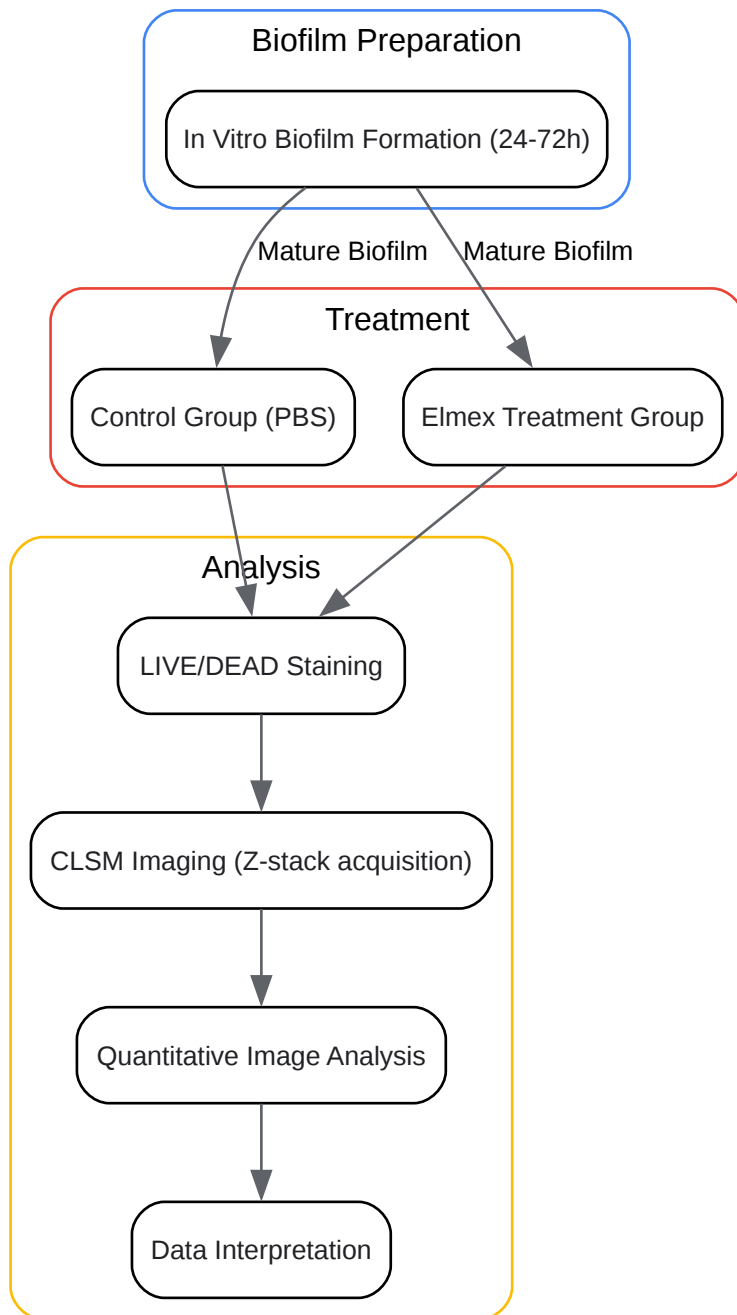 Biofilm Preparation
In Vitro Biofilm Formation (24-72h)
Mature Biofilm
Mature Biofilm
Treatment
Control Group (PBS)
Elmex Treatment Group
Analysis
LIVE/DEAD Staining
CLSM Imaging (Z-stack acquisition)
Quantitative Image Analysis
Data Interpretation